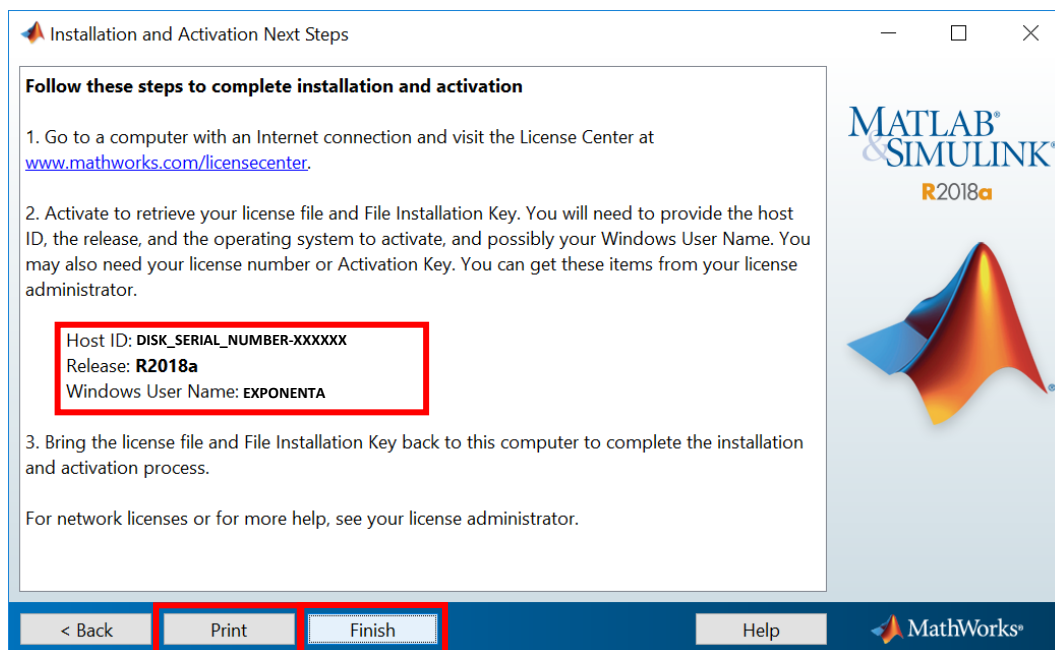 Installation and Activation Next Steps
Follow these steps to complete installation and activation
1. Go to a computer with an Internet connection and visit the License Center at
www.mathworks.com/licensecenter.
2. Activate to retrieve your license file and File Installation Key. You will need to provide the host
ID, the release, and the operating system to activate, and possibly your Windows User Name. You
may also need your license number or Activation Key. You can get these items from your license
administrator.
Host ID: DISK_SERIAL_NUMBER-XXXXXX
Release: R2018a
Windows User Name: EXPONENTA
3. Bring the license file and File Installation Key back to this computer to complete the installation
and activation process.
For network licenses or for more help, see your license administrator.
MATLAB®
&SIMULINK®
R2018a
®
< Back
Print
Finish
Help
MathWorks®